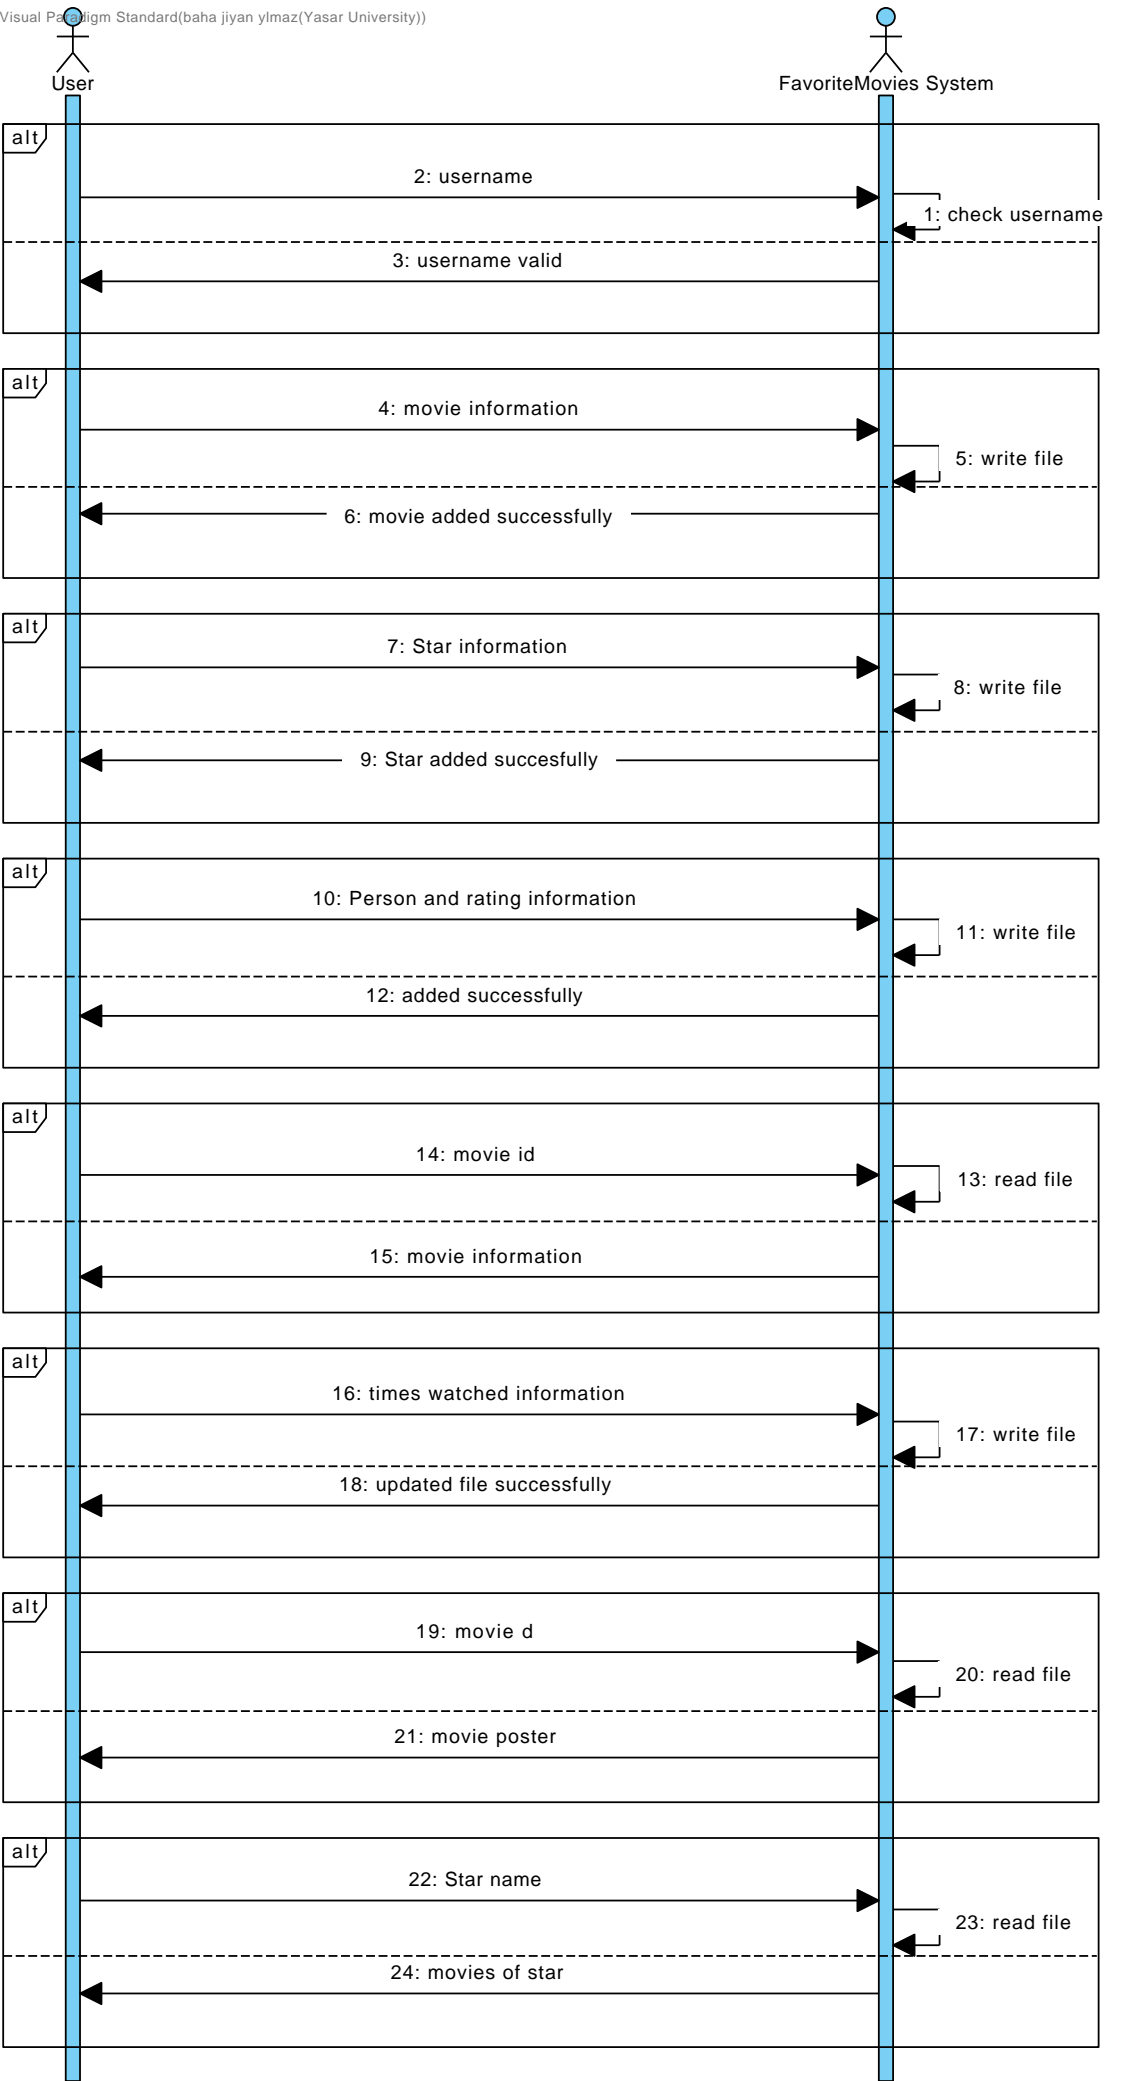 Visual Paradigm Standard(baha jiyan ylmaz(Yasar University))
User
FavoriteMovies System
alt
2: username
1: check username
3: username valid
alt
4: movie information
5: write file
6: movie added successfully
alt
7: Star information
8: write file
9: Star added succesfully
alt
10: Person and rating information
11: write file
12: added successfully
alt
14: movie id
13: read file
15: movie information
alt
16: times watched information
17: write file
18: updated file successfully
alt
19: movie d
20: read file
21: movie poster
alt
22: Star name
23: read file
24: movies of star